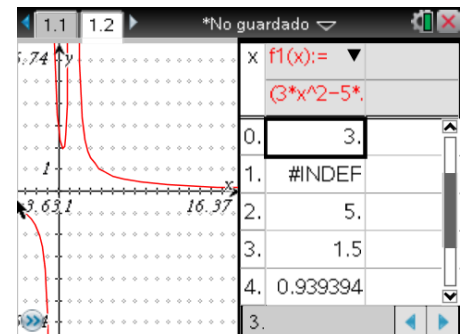 1.1 1.2 *No guardado
5.74 y
1
x
-3.63 1 16.37
x f1(x):= ▼
(3*x^2-5*.
0. 3.
1. #INDEF
2. 5.
3. 1.5
4. 0.939394
3.